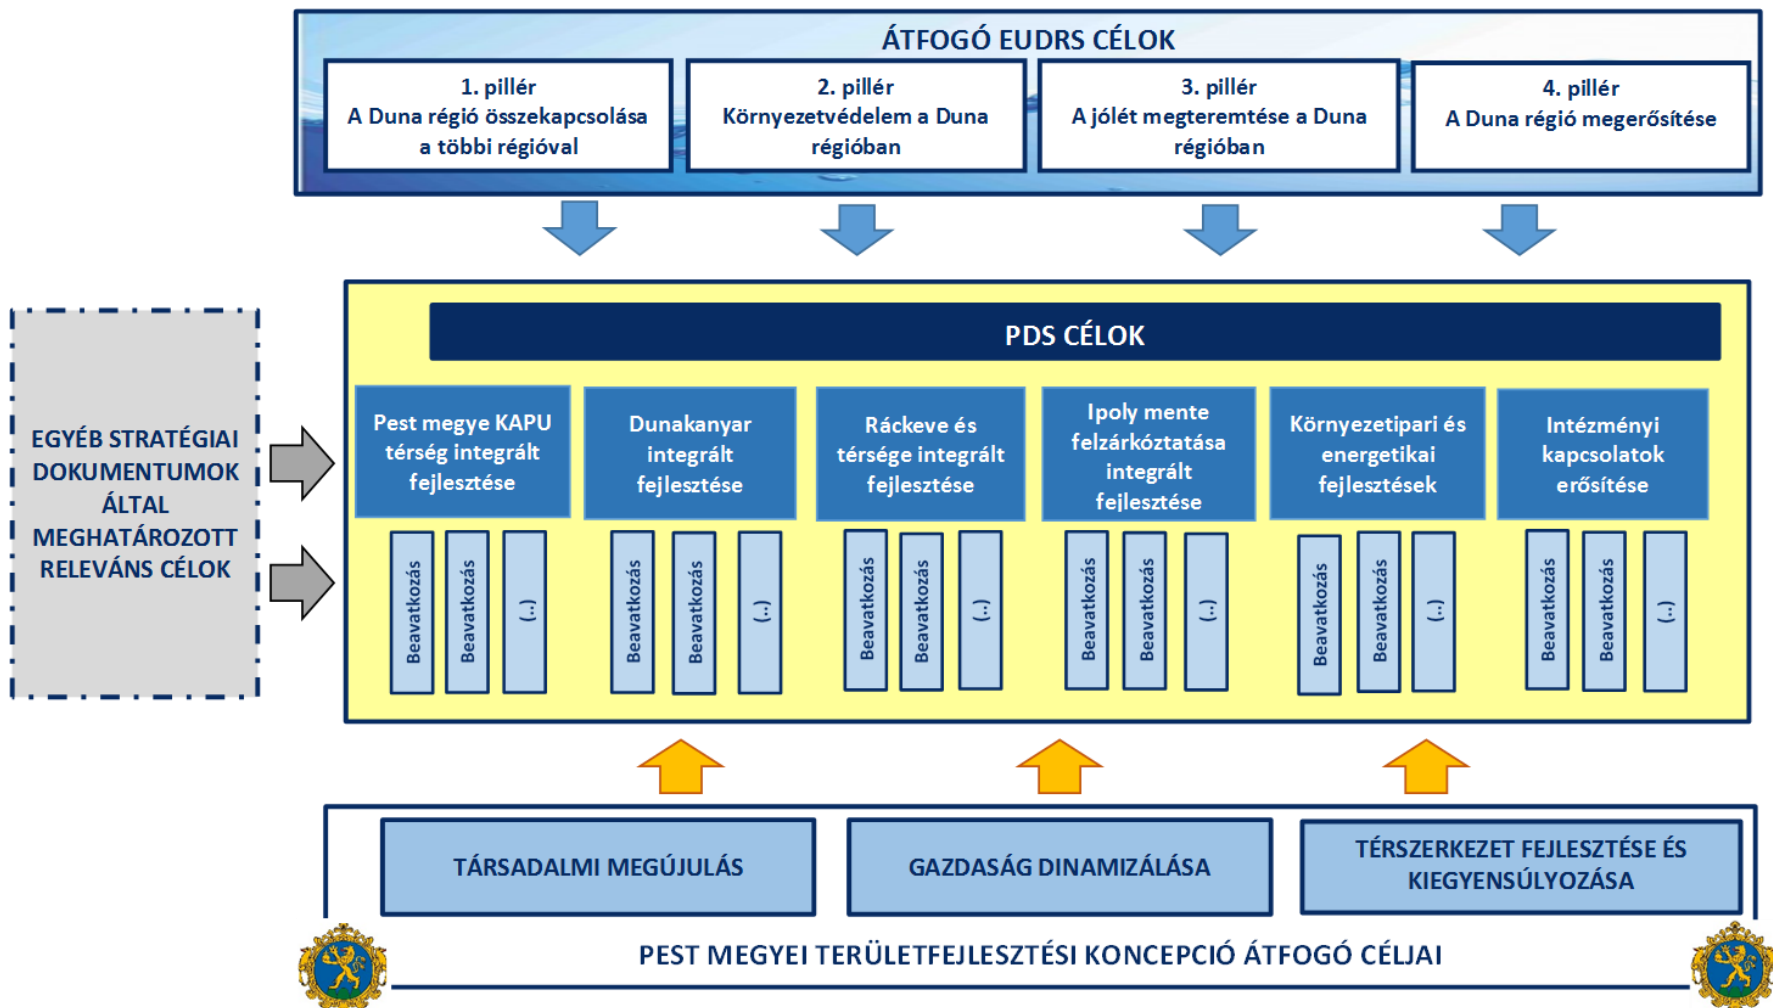 ÁTFOGÓ EUDRS CÉLOK
1. pillér
A Duna régió összekapcsolása
a többi régióval
2. pillér
Környezetvédelem a Duna
régióban
3. pillér
A jólét megteremtése a Duna
régióban
4. pillér
A Duna régió megerősítése
EGYÉB STRATÉGIAI
DOKUMENTUMOK
ÁLTAL
MEGHATÁROZOTT
RELEVÁNS CÉLOK
PDS CÉLOK
Pest megye KAPU
térség integrált
fejlesztése
Dunakanyar
integrált
fejlesztése
Ráckeve és
térsége integrált
fejlesztése
Ipoly mente
felzárkóztatása
integrált
fejlesztése
Környezetipari és
energetikai
fejlesztések
Intézményi
kapcsolatok
erősítése
Beavatkozás
Beavatkozás
(..)
Beavatkozás
Beavatkozás
(..)
Beavatkozás
Beavatkozás
(..)
Beavatkozás
Beavatkozás
(..)
Beavatkozás
Beavatkozás
(..)
Beavatkozás
Beavatkozás
(..)
TÁRSADALMI MEGÚJULÁS
GAZDASÁG DINAMIZÁLÁSA
TÉRSZERKEZET FEJLESZTÉSE ÉS
KIEGYENSÚLYOZÁSA
PEST MEGYEI TERÜLETFEJLESZTÉSI KONCEPCIÓ ÁTFOGÓ CÉLJAI